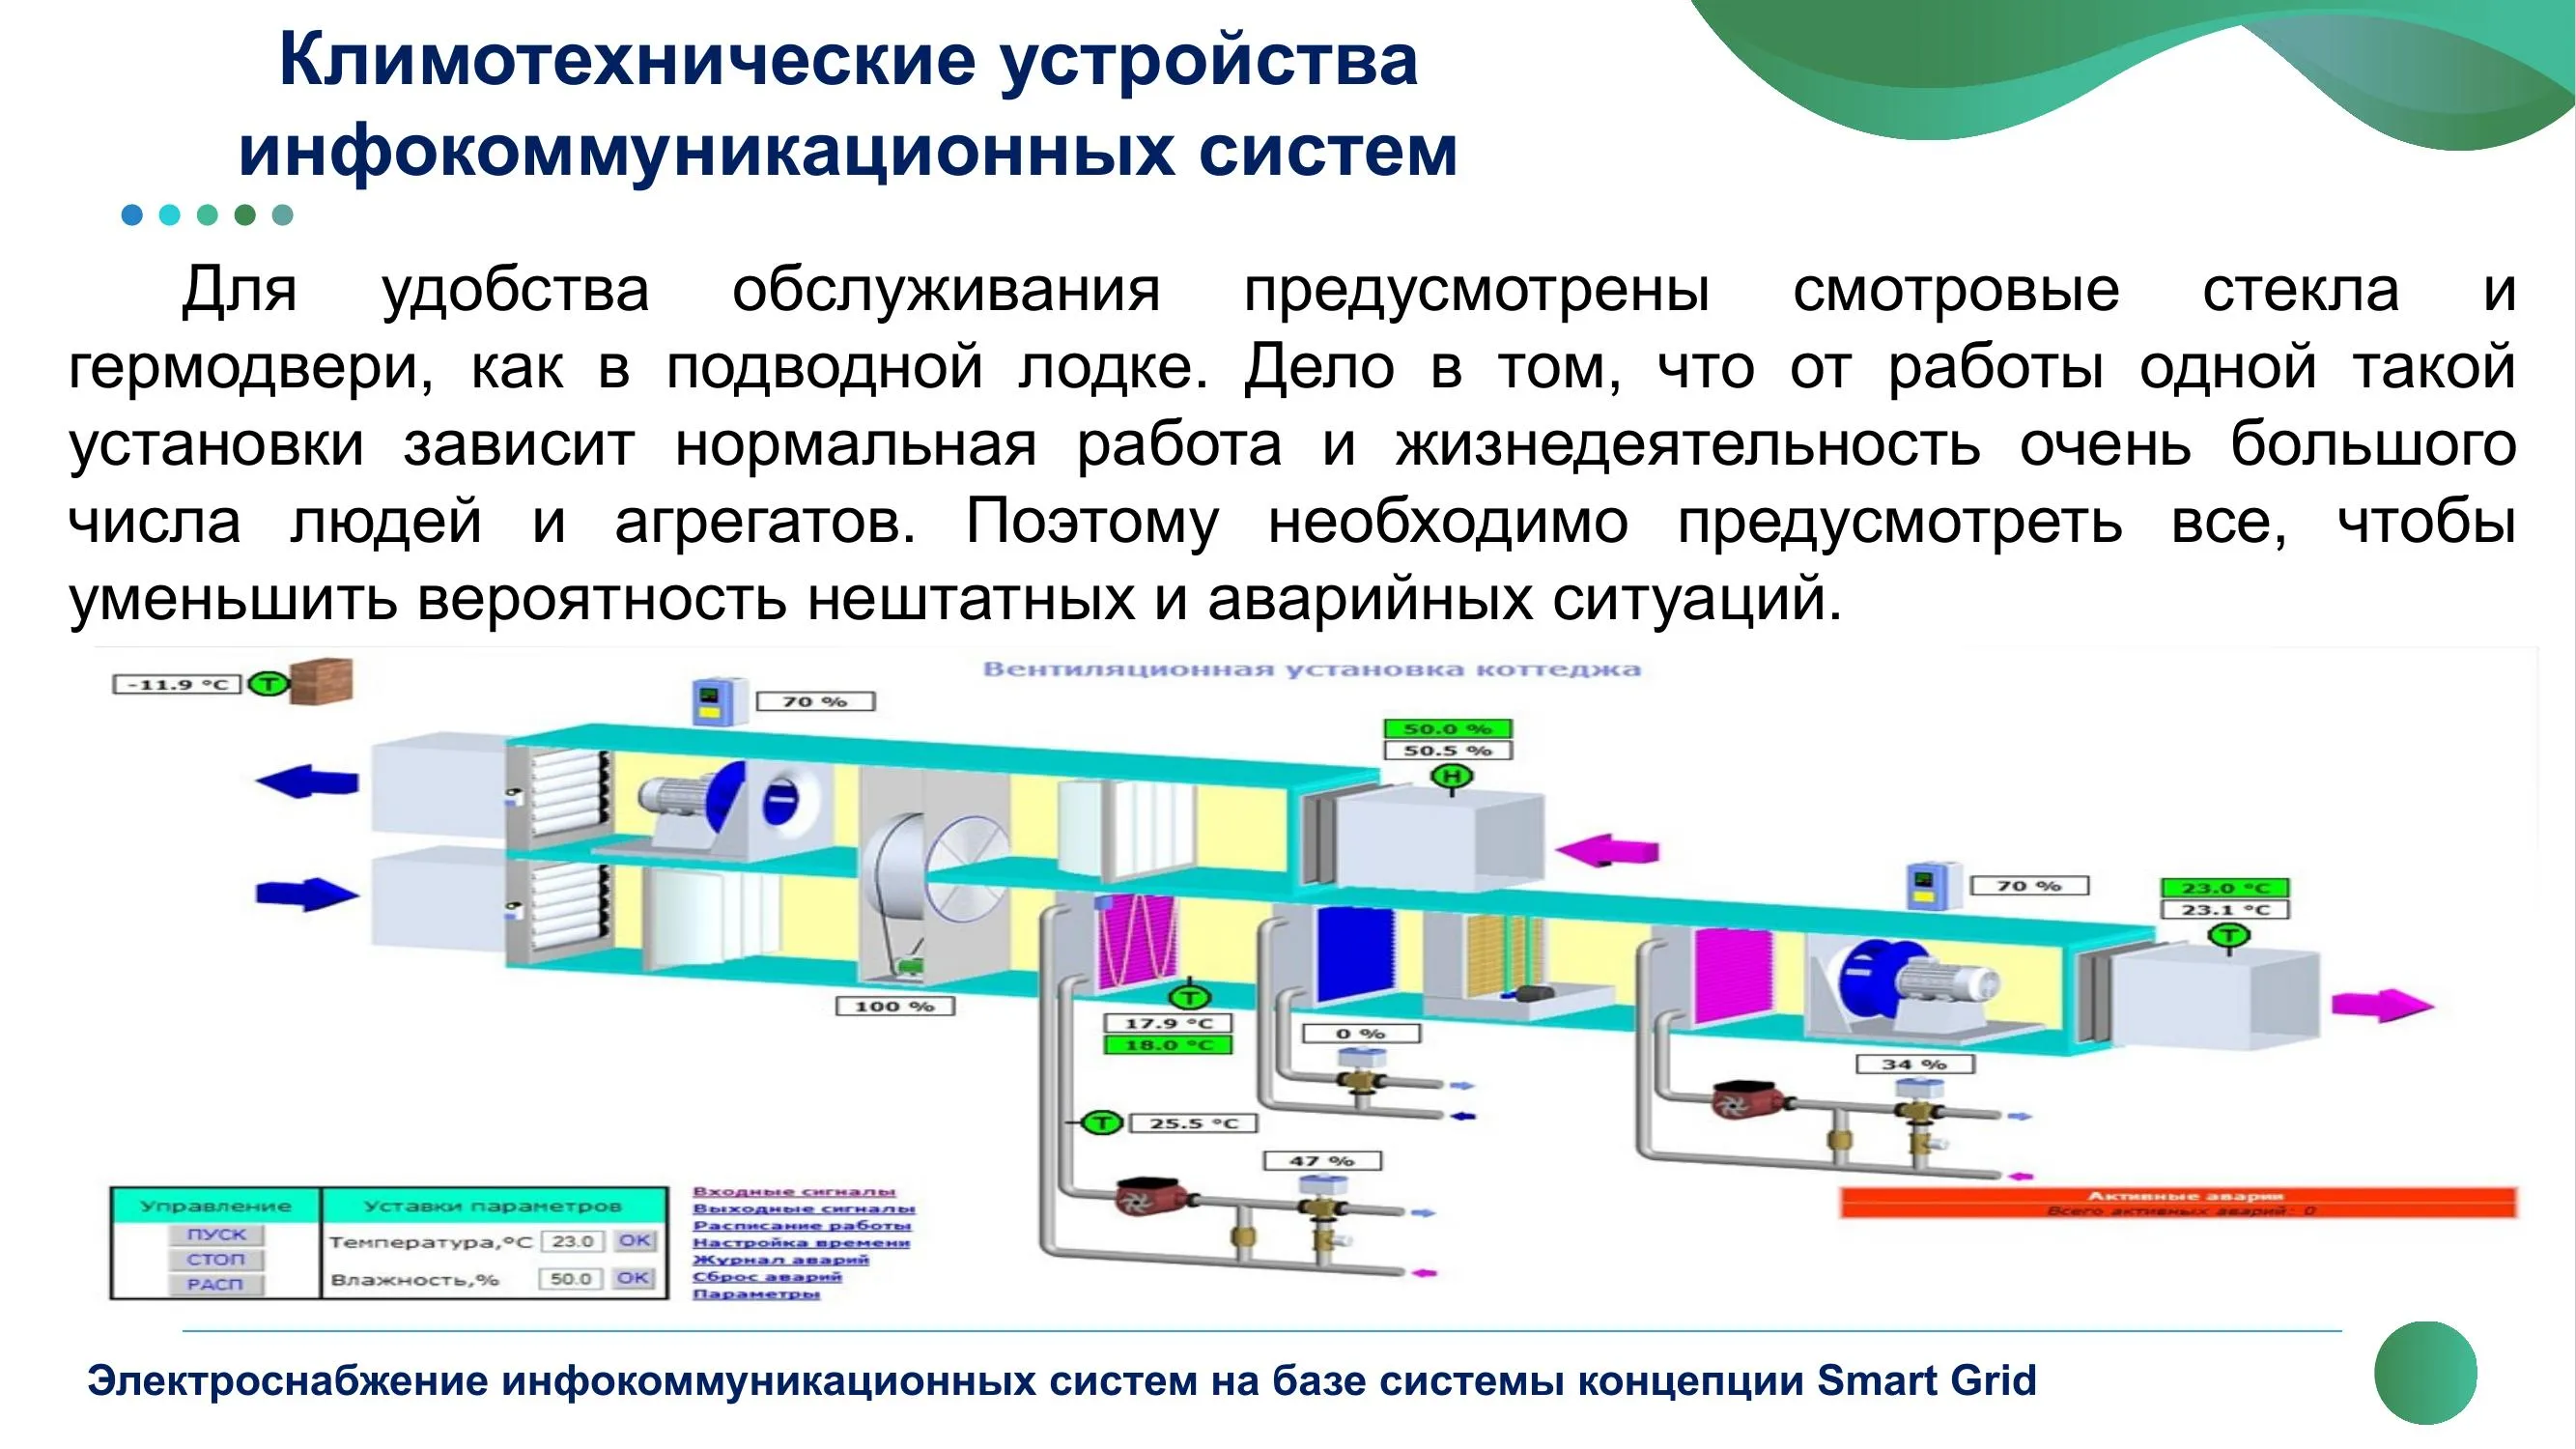 Климотехнические устройства
инфокоммуникационных систем
Для удобства обслуживания предусмотрены смотровые стекла и
гермодвери, как в подводной лодке. Дело в том, что от работы одной такой
установки зависит нормальная работа и жизнедеятельность очень большого
числа людей и агрегатов. Поэтому необходимо предусмотреть все, чтобы
уменьшить вероятность нештатных и аварийных ситуаций.
Вентиляционная установка коттеджа
-11.9 °C
T
70 %
50.0 %
50.5 %
H
70 %
23.0 °C
23.1 °C
T
100 %
T
17.9 °C
18.0 °C
0 %
34 %
T
25.5 °C
47 %
Управление
ПУСК
СТОП
РАСП
Уставки параметров
Температура,°C 23.0 OK
Влажность,% 50.0 OK
Входные сигналы
Выходные сигналы
Расписание работы
Настройка времени
Журнал аварий
Сброс аварий
Параметры
Активные аварии
Всего активных аварий: 0
Электроснабжение инфокоммуникационных систем на базе системы концепции Smart Grid